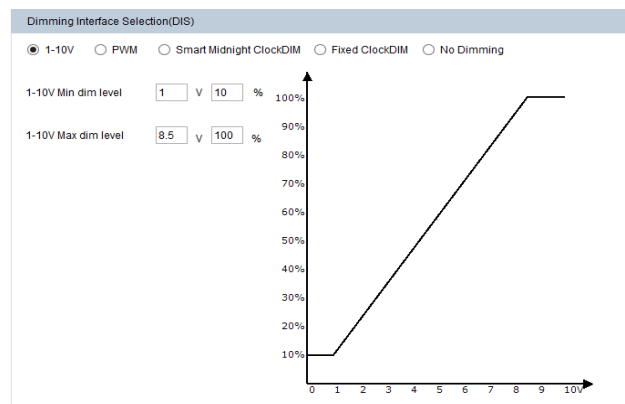 Dimming Interface Selection(DIS)
1-10V PWM Smart Midnight ClockDIM Fixed ClockDIM No Dimming
1-10V Min dim level 1 V 10 %
1-10V Max dim level 8.5 V 100 %
100%
90%
80%
70%
60%
50%
40%
30%
20%
10%
0 1 2 3 4 5 6 7 8 9 10V